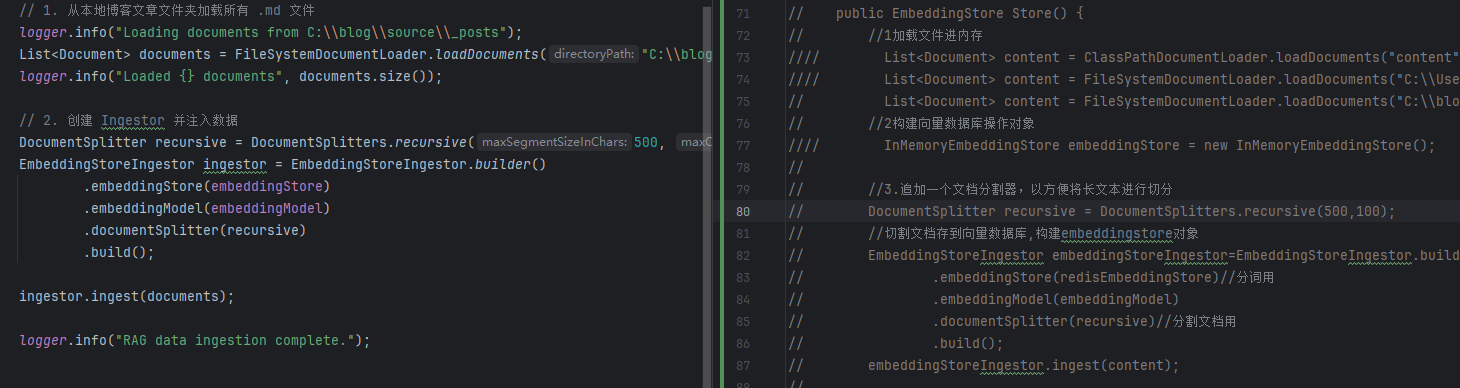 // 1. 从本地博客文章文件夹加载所有 .md 文件
logger.info("Loading documents from C:\\blog\\source\\_posts");
List<Document> documents = FileSystemDocumentLoader.loadDocuments( directoryPath: "C:\\blog
logger.info("Loaded {} documents", documents.size());
// 2. 创建 Ingestor 并注入数据
DocumentSplitter recursive = DocumentSplitters.recursive( maxSegmentSizeInChars: 500, maxO
EmbeddingStoreIngestor ingestor = EmbeddingStoreIngestor.builder()
.embeddingStore(embeddingStore)
.embeddingModel(embeddingModel)
.documentSplitter(recursive)
.build();
ingestor.ingest(documents);
logger.info("RAG data ingestion complete.");
71 // public EmbeddingStore Store() {
72 // //1加载文件进内存
73 //// List<Document> content = ClassPathDocumentLoader.loadDocuments("content"
74 //// List<Document> content = FileSystemDocumentLoader.loadDocuments("C:\\Use
75 // List<Document> content = FileSystemDocumentLoader.loadDocuments("C:\\blo
76 // //2构建向量数据库操作对象
77 //// InMemoryEmbeddingStore embeddingStore = new InMemoryEmbeddingStore();
78 //
79 // //3.追加一个文档分割器，以方便将长文本进行切分
80 // DocumentSplitter recursive = DocumentSplitters.recursive(500,100);
81 // //切割文档存到向量数据库,构建embeddingstore对象
82 // EmbeddingStoreIngestor embeddingStoreIngestor=EmbeddingStoreIngestor.build
83 // .embeddingStore(redisEmbeddingStore)//分词用
84 // .embeddingModel(embeddingModel)
85 // .documentSplitter(recursive)//分割文档用
86 // .build();
87 // embeddingStoreIngestor.ingest(content);